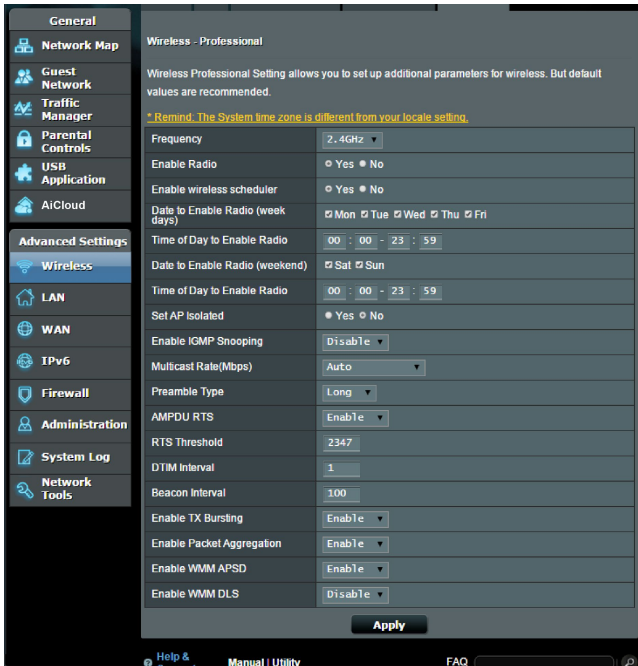 General
Network Map
Guest
Network
Traffic
Manager
Parental
Controls
USB
Application
AiCloud
Advanced Settings
Wireless
LAN
WAN
IPv6
Firewall
Administration
System Log
Network
Tools
Wireless - Professional
Wireless Professional Setting allows you to set up additional parameters for wireless. But default
values are recommended.
* Remind: The System time zone is different from your locale setting.
Frequency 2.4GHz
Enable Radio Yes No
Enable wireless scheduler Yes No
Date to Enable Radio (week
days) Mon Tue Wed Thu Fri
Time of Day to Enable Radio 00 : 00 - 23 : 59
Date to Enable Radio (weekend) Sat Sun
Time of Day to Enable Radio 00 : 00 - 23 : 59
Set AP Isolated Yes No
Enable IGMP Snooping Disable
Multicast Rate(Mbps) Auto
Preamble Type Long
AMPDU RTS Enable
RTS Threshold 2347
DTIM Interval 1
Beacon Interval 100
Enable TX Bursting Enable
Enable Packet Aggregation Enable
Enable WMM APSD Enable
Enable WMM DLS Disable
Apply
Help &
Manual | Utility FAQ